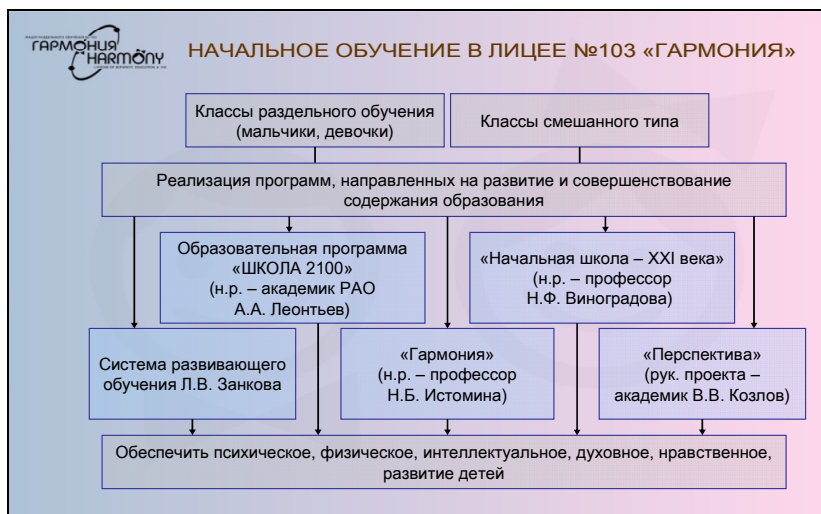 ГАРМОНИЯ
HARMONY
НАЧАЛЬНОЕ ОБУЧЕНИЕ В ЛИЦЕЕ №103 «ГАРМОНИЯ»
Классы раздельного обучения
(мальчики, девочки)
Классы смешанного типа
Реализация программ, направленных на развитие и совершенствование
содержания образования
Образовательная программа
«ШКОЛА 2100»
(н.р. – академик РАО
А.А. Леонтьев)
«Начальная школа – XXI века»
(н.р. – профессор
Н.Ф. Виноградова)
Система развивающего
обучения Л.В. Занкова
«Гармония»
(н.р. – профессор
Н.Б. Истомина)
«Перспектива»
(рук. проекта –
академик В.В. Козлов)
Обеспечить психическое, физическое, интеллектуальное, духовное, нравственное,
развитие детей